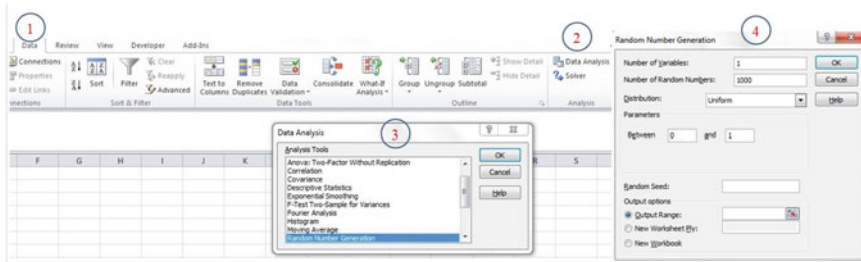 1
Data Review View Developer Add-Ins
2
Connections
Properties
Edit Links
Sort
Filter
Clear
Reapply
Advanced
Text to Columns
Remove Duplicates
Data Validation
Consolidate
What-If Analysis
Group
Ungroup
Subtotal
Show Detail
Hide Detail
Data Analysis
Solver
Sort & Filter
Data Tools
Outline
Analysis
F G H I J K R S
3
Data Analysis
Analysis Tools
Anova: Two-Factor Without Replication
Correlation
Covariance
Descriptive Statistics
Exponential Smoothing
F-Test Two-Sample for Variances
Fourier Analysis
Histogram
Moving Average
Random Number Generation
OK
Cancel
Help
4
Random Number Generation
Number of Variables: 1
Number of Random Numbers: 1000
Distribution: Uniform
Parameters
Between 0 and 1
Random Seed:
Output options
Output Range:
New Worksheet Ply:
New Workbook
OK
Cancel
Help